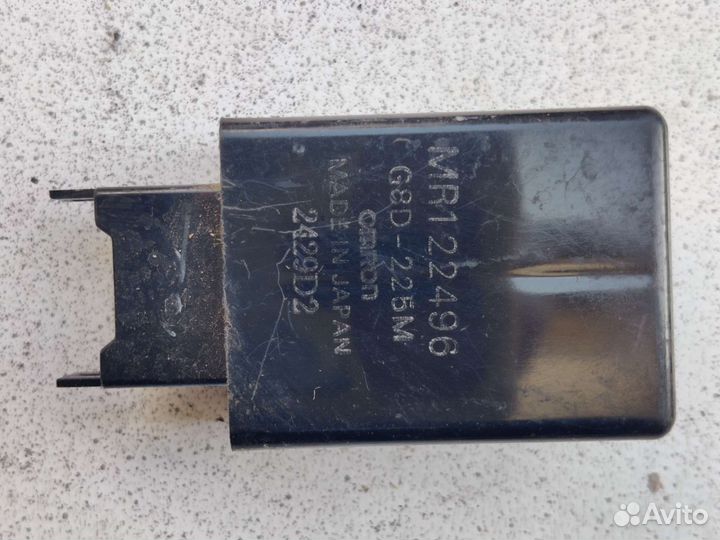 MR122496
G8D-225M
omron
MADE IN JAPAN
2429D2
Avito